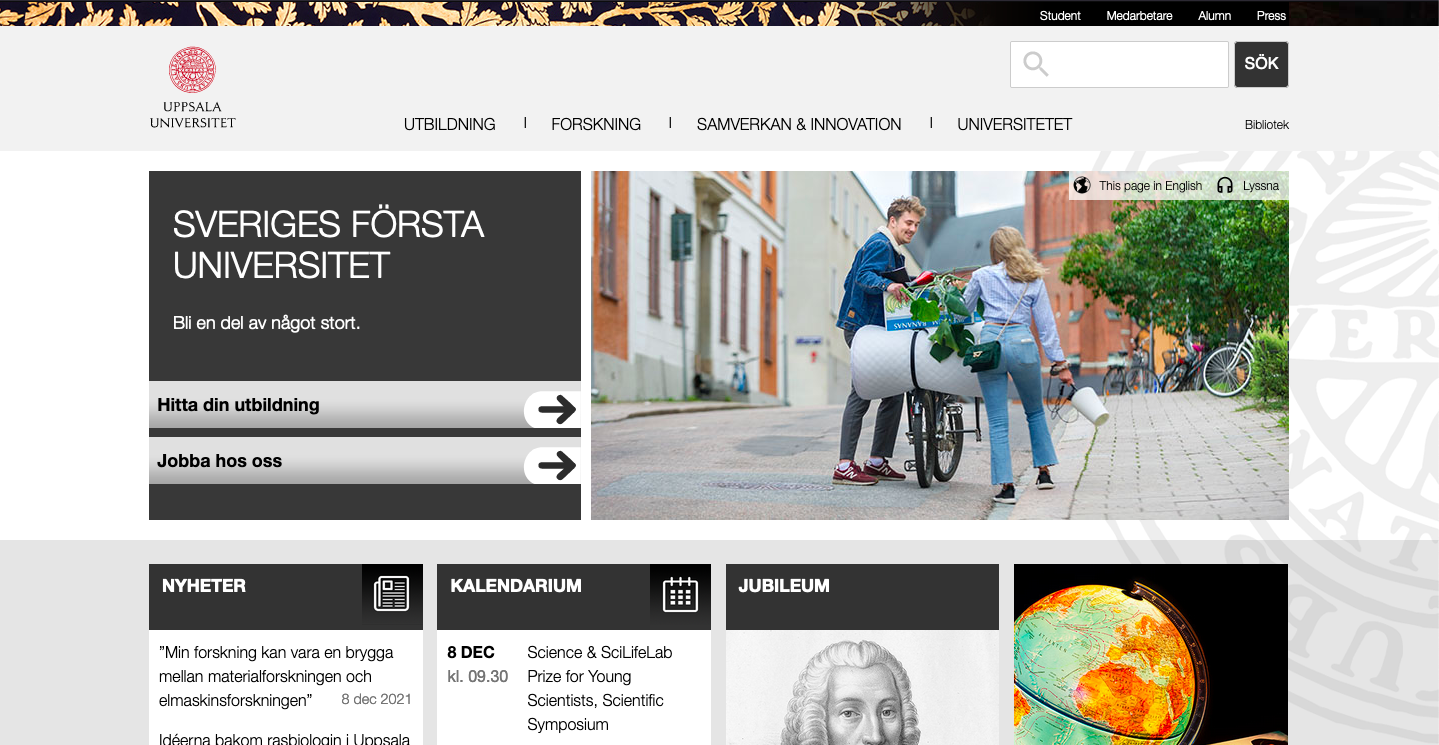 Student Medarbetare Alumn Press
UPPSALA
UNIVERSITET
SÖK
UTBILDNING FORSKNING SAMVERKAN & INNOVATION UNIVERSITETET Bibliotek
SVERIGES FÖRSTA
UNIVERSITET
Bli en del av något stort.
Hitta din utbildning
Jobba hos oss
This page in English Lyssna
NYHETER
”Min forskning kan vara en brygga
mellan materialforskningen och
elmaskinsforskningen” 8 dec 2021
Idéerna bakom rasbiologin i Uppsala
KALENDARIUM
8 DEC
kl. 09.30
Science & SciLifeLab
Prize for Young
Scientists, Scientific
Symposium
JUBILEUM